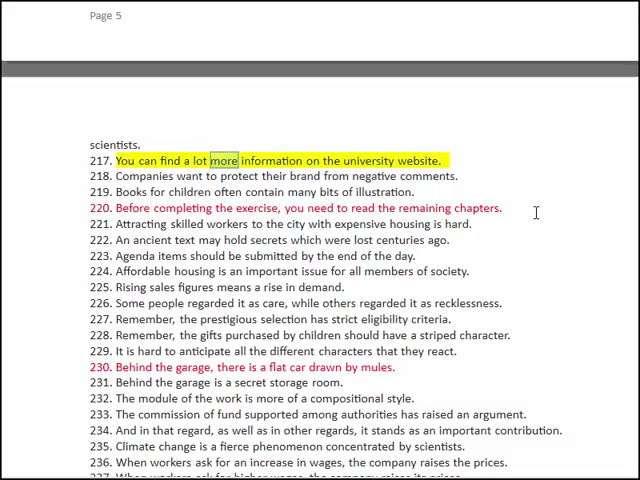 Page 5
scientists.
217. You can find a lot more information on the university website.
218. Companies want to protect their brand from negative comments.
219. Books for children often contain many bits of illustration.
220. Before completing the exercise, you need to read the remaining chapters.
221. Attracting skilled workers to the city with expensive housing is hard.
222. An ancient text may hold secrets which were lost centuries ago.
223. Agenda items should be submitted by the end of the day.
224. Affordable housing is an important issue for all members of society.
225. Rising sales figures means a rise in demand.
226. Some people regarded it as care, while others regarded it as recklessness.
227. Remember, the prestigious selection has strict eligibility criteria.
228. Remember, the gifts purchased by children should have a striped character.
229. It is hard to anticipate all the different characters that they react.
230. Behind the garage, there is a flat car drawn by mules.
231. Behind the garage is a secret storage room.
232. The module of the work is more of a compositional style.
233. The commission of fund supported among authorities has raised an argument.
234. And in that regard, as well as in other regards, it stands as an important contribution.
235. Climate change is a fierce phenomenon concentrated by scientists.
236. When workers ask for an increase in wages, the company raises the prices.
237. When workers ask for higher wages, the company raises its prices.